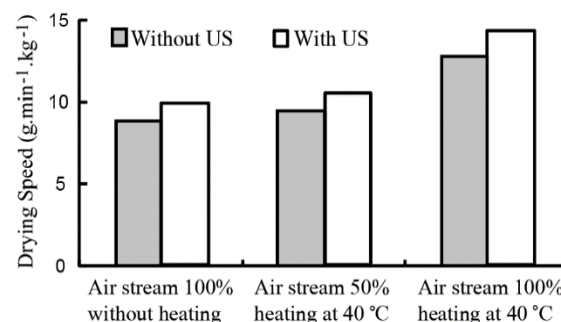 Drying Speed (g.min⁻¹.kg⁻¹)
15
10
5
0
Without US
With US
Air stream 100%
without heating
Air stream 50%
heating at 40 °C
Air stream 100%
heating at 40 °C